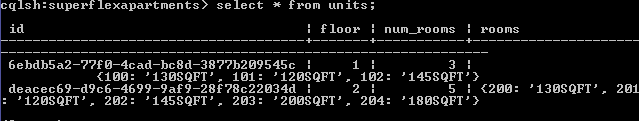 cqlsh:superflexapartments> select * from units;
id | floor | num_rooms | rooms
6ebdb5a2-77f0-4cad-bc8d-3877b209545c | 1 | 3 |
{100: '130SQFT', 101: '120SQFT', 102: '145SQFT'}
deacec69-d9c6-4699-9af9-28f78c22034d | 2 | 5 | {200: '130SQFT', 201
: '120SQFT', 202: '145SQFT', 203: '200SQFT', 204: '180SQFT'}